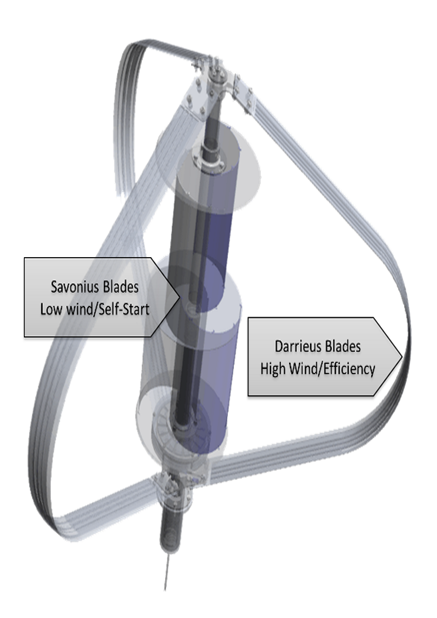 Savonius Blades
Low wind/Self-Start
Darrieus Blades
High Wind/Efficiency